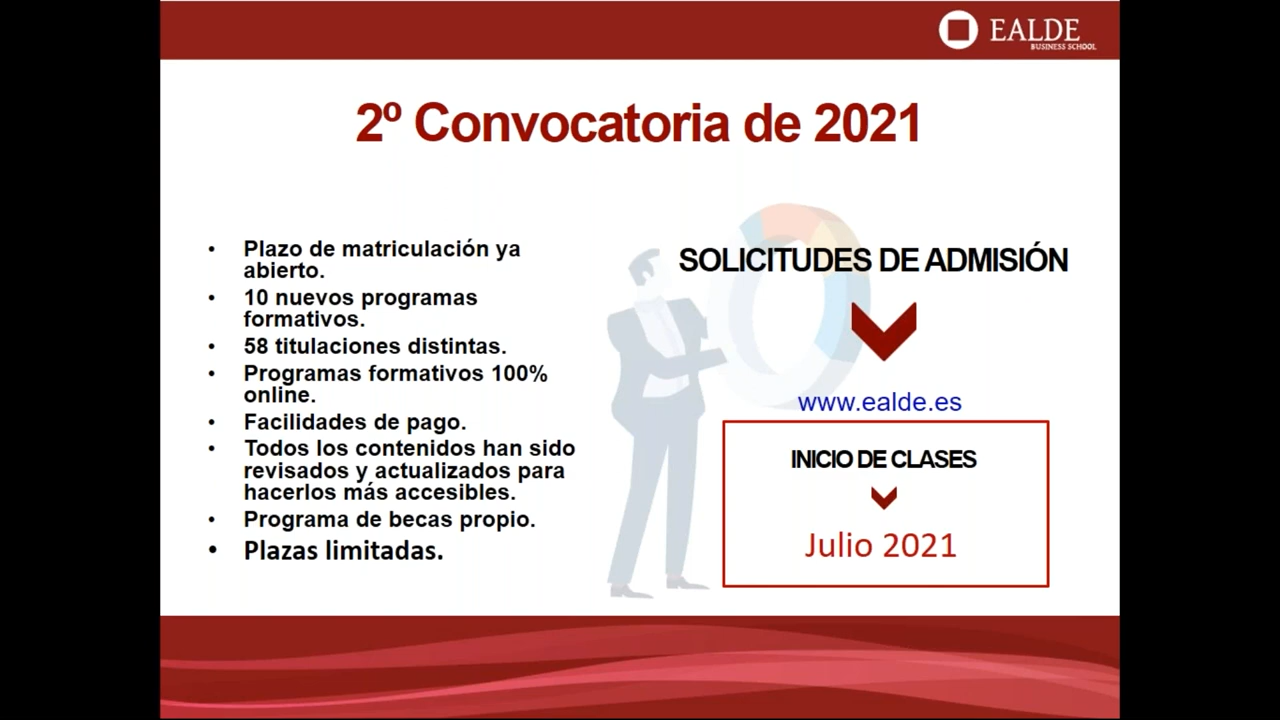 EALDE
BUSINESS SCHOOL
2º Convocatoria de 2021
• Plazo de matriculación ya
abierto.
• 10 nuevos programas
formativos.
• 58 titulaciones distintas.
• Programas formativos 100%
online.
• Facilidades de pago.
• Todos los contenidos han sido
revisados y actualizados para
hacerlos más accesibles.
• Programa de becas propio.
• Plazas limitadas.
SOLICITUDES DE ADMISIÓN
www.ealde.es
INICIO DE CLASES
Julio 2021